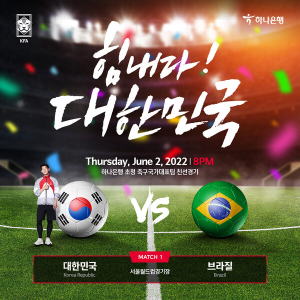 KFA
하나은행
힘내라!
대한민국
Thursday, June 2, 2022 | 8PM
하나은행 초청 축구국가대표팀 친선경기
VS
MATCH 1
대한민국
Korea Republic
서울월드컵경기장
브라질
Brazil